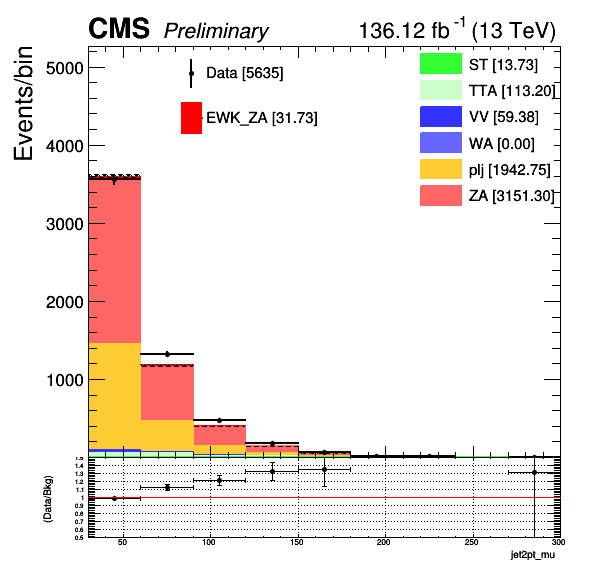 CMS Preliminary 136.12 fb⁻¹ (13 TeV)
Events/bin
5000
4000
3000
2000
1000
Data [5635]
EWK_ZA [31.73]
ST [13.73]
TTA [113.20]
VV [59.38]
WA [0.00]
plj [1942.75]
ZA [3151.30]
(Data/Bkg)
1.5
1.4
1.3
1.2
1.1
1
0.9
0.8
0.7
0.6
0.5
50 100 150 200 250 300
jet2pt_mu